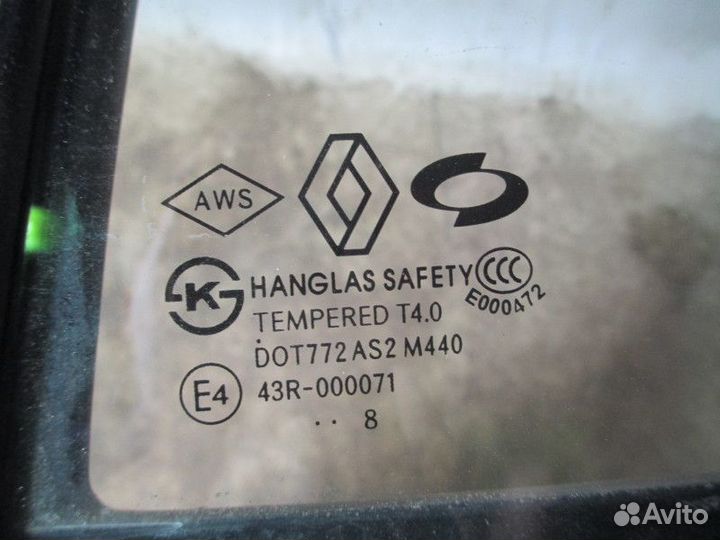 AWS
K HANGLAS SAFETY CCC
E000472
TEMPERED T4.0
DOT772 AS2 M440
E4 43R-000071
.. 8
Avito